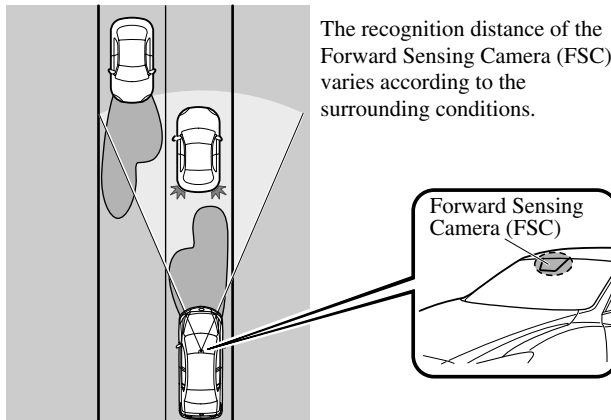 The recognition distance of the
Forward Sensing Camera (FSC)
varies according to the
surrounding conditions.
Forward Sensing
Camera (FSC)